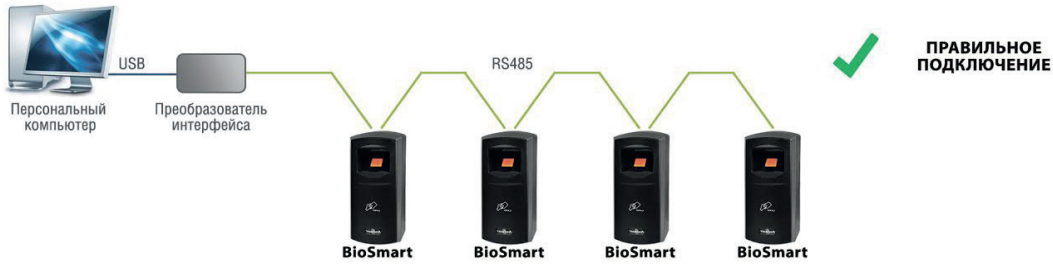 USB
RS485
ПРАВИЛЬНОЕ
ПОДКЛЮЧЕНИЕ
Персональный
компьютер
Преобразователь
интерфейса
BioSmart
BioSmart
BioSmart
BioSmart